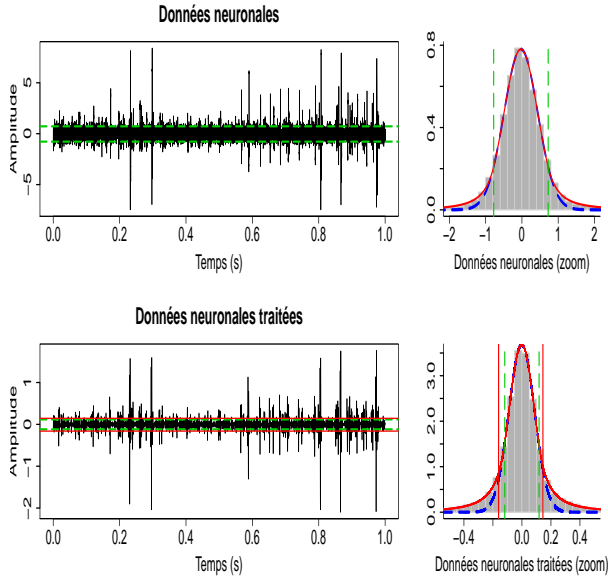 Données neuronales
Amplitude
5
0
−5
0.0 0.2 0.4 0.6 0.8 1.0
Temps (s)
0.8
0.4
0.0
−2 −1 0 1 2
Données neuronales (zoom)
Données neuronales traitées
Amplitude
1
0
−1
−2
0.0 0.2 0.4 0.6 0.8 1.0
Temps (s)
3.0
2.0
1.0
0.0
−0.4 0.0 0.2 0.4
Données neuronales traitées (zoom)